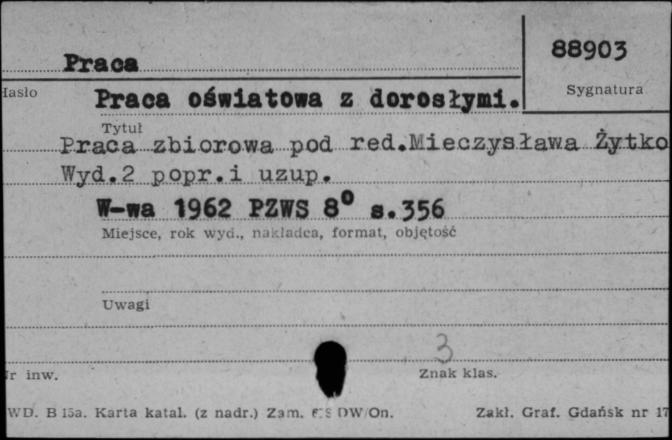 Praca
88903
Hasło
Sygnatura
Praca oświatowa z dorosłymi.
Tytuł
Praca zbiorowa pod red.Mieczysława Żytko
Wyd.2 popr.i uzup.
W-wa 1962 PZWS 8⁰ s.356
Miejsce, rok wyd., nakładca, format, objętość
Uwagi
3
Nr inw.
Znak klas.
WD. B 15a. Karta katal. (z nadr.) Zam. DW/On.
Zakł. Graf. Gdańsk nr 17